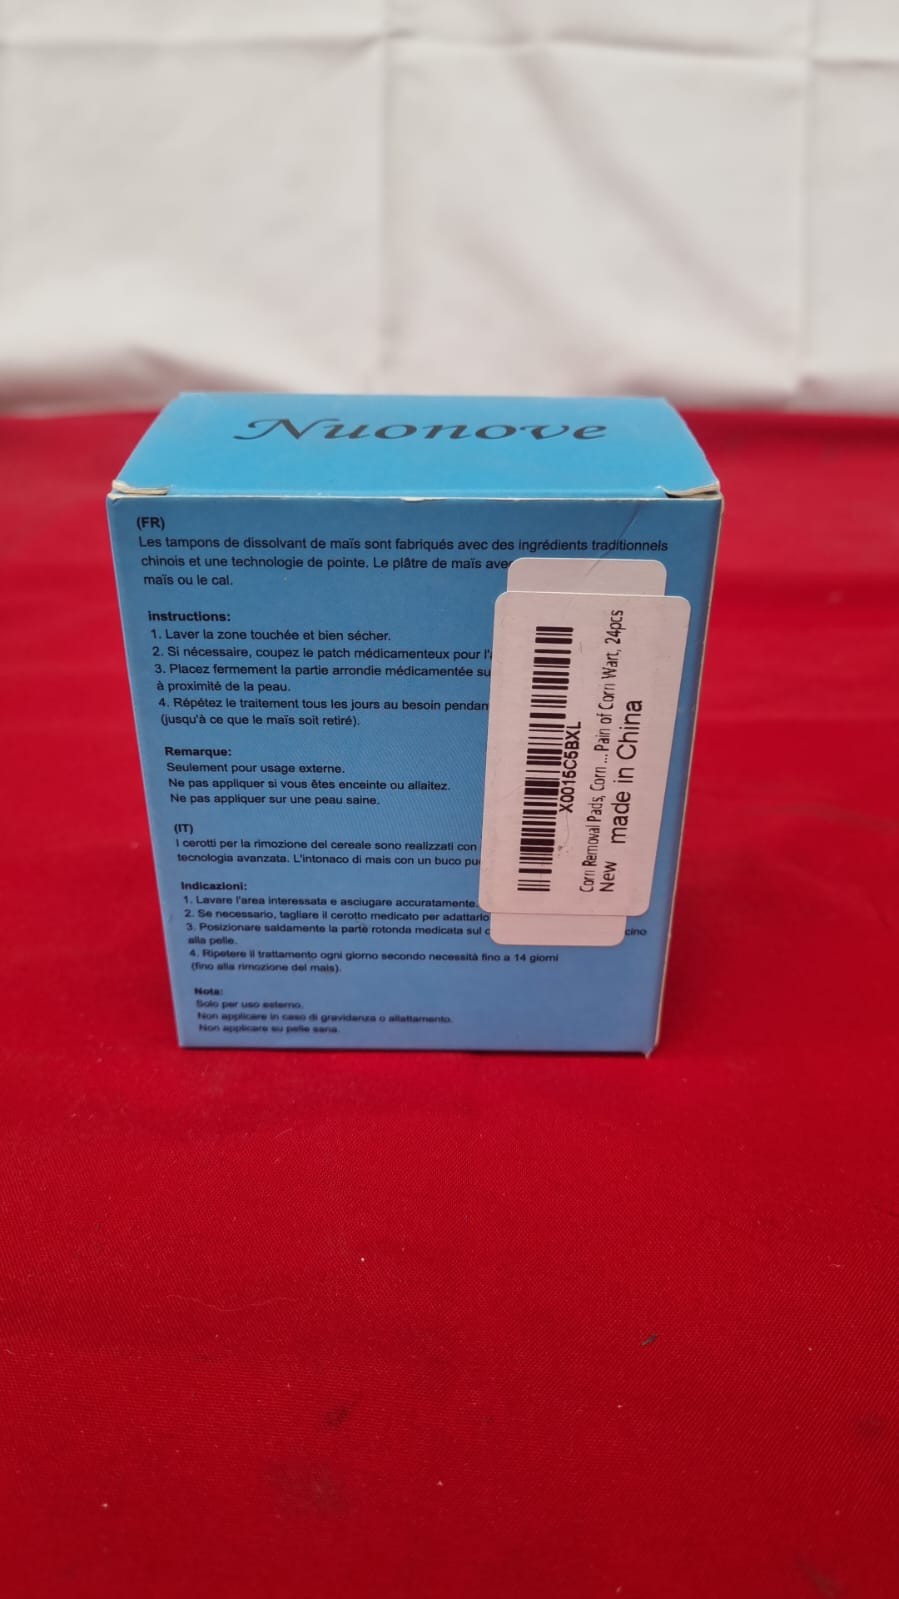 Nuonove
(FR)
Les tampons de dissolvant de maïs sont fabriqués avec des ingrédients traditionnels
chinois et une technologie de pointe. Le plâtre de maïs avec
maïs ou le cal.
instructions:
1. Laver la zone touchée et bien sécher.
2. Si nécessaire, coupez le patch médicamenteux pour l'
3. Placez fermement la partie arrondie médicamentée su
à proximité de la peau.
4. Répétez le traitement tous les jours au besoin pendan
(jusqu'à ce que le maïs soit retiré).
Remarque:
Seulement pour usage externe.
Ne pas appliquer si vous êtes enceinte ou allaitez.
Ne pas appliquer sur une peau saine.
(IT)
I cerotti per la rimozione del cereale sono realizzati con
tecnologia avanzata. L'intonaco di mais con un buco pu
Indicazioni:
1. Lavare l'area interessata e asciugare accuratamente.
2. Se necessario, tagliare il cerotto medicato per adattarlo
3. Posizionare saldamente la parte rotonda medicata sul c cino
alla pelle.
4. Ripetere il trattamento ogni giorno secondo necessità fino a 14 giorni
(fino alla rimozione del mais).
Nota:
Solo per uso esterno.
Non applicare in caso di gravidanza o allattamento.
Non applicare su pelle sana.
X0015C5BXL
Corn Removal Pads, Corn ... Pain of Corn Wart, 24pcs
New made in China